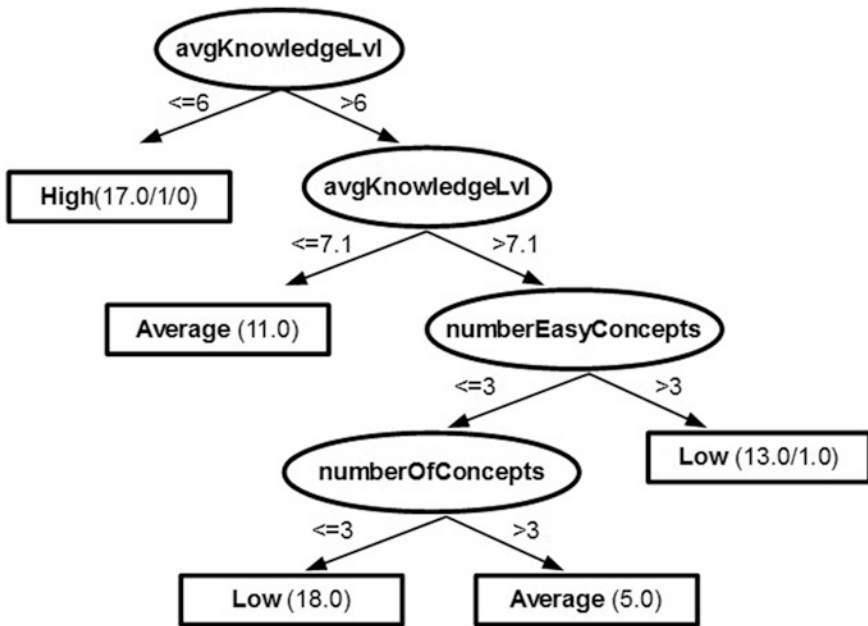 avgKnowledgeLvl
<=6
>6
High(17.0/1/0)
avgKnowledgeLvl
<=7.1
>7.1
Average (11.0)
numberEasyConcepts
<=3
>3
numberOfConcepts
Low (13.0/1.0)
<=3
>3
Low (18.0)
Average (5.0)